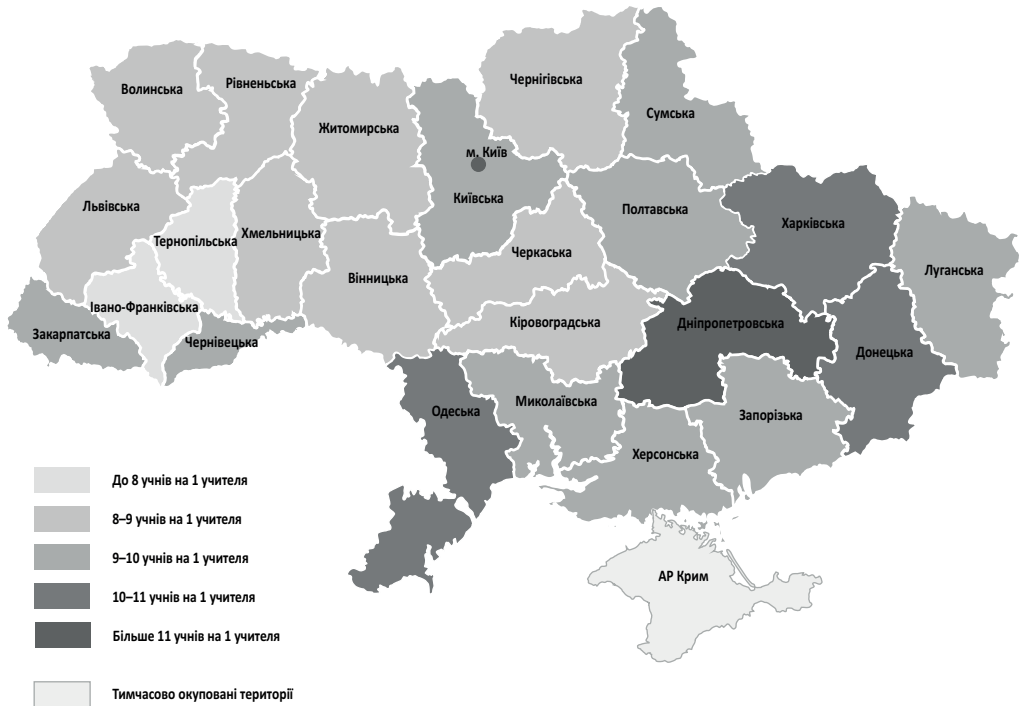 Чернігівська
Волинська
Рівненьська
Сумська
Житомирська
м. Київ
Київська
Львівська
Полтавська
Харківська
Тернопільська
Хмельницька
Черкаська
Вінницька
Луганська
Івано-Франківська
Кіровоградська
Дніпропетровська
Закарпатська
Чернівецька
Донецька
Одеська
Миколаївська
Запорізька
Херсонська
АР Крим
До 8 учнів на 1 учителя
8–9 учнів на 1 учителя
9–10 учнів на 1 учителя
10–11 учнів на 1 учителя
Більше 11 учнів на 1 учителя
Тимчасово окуповані території